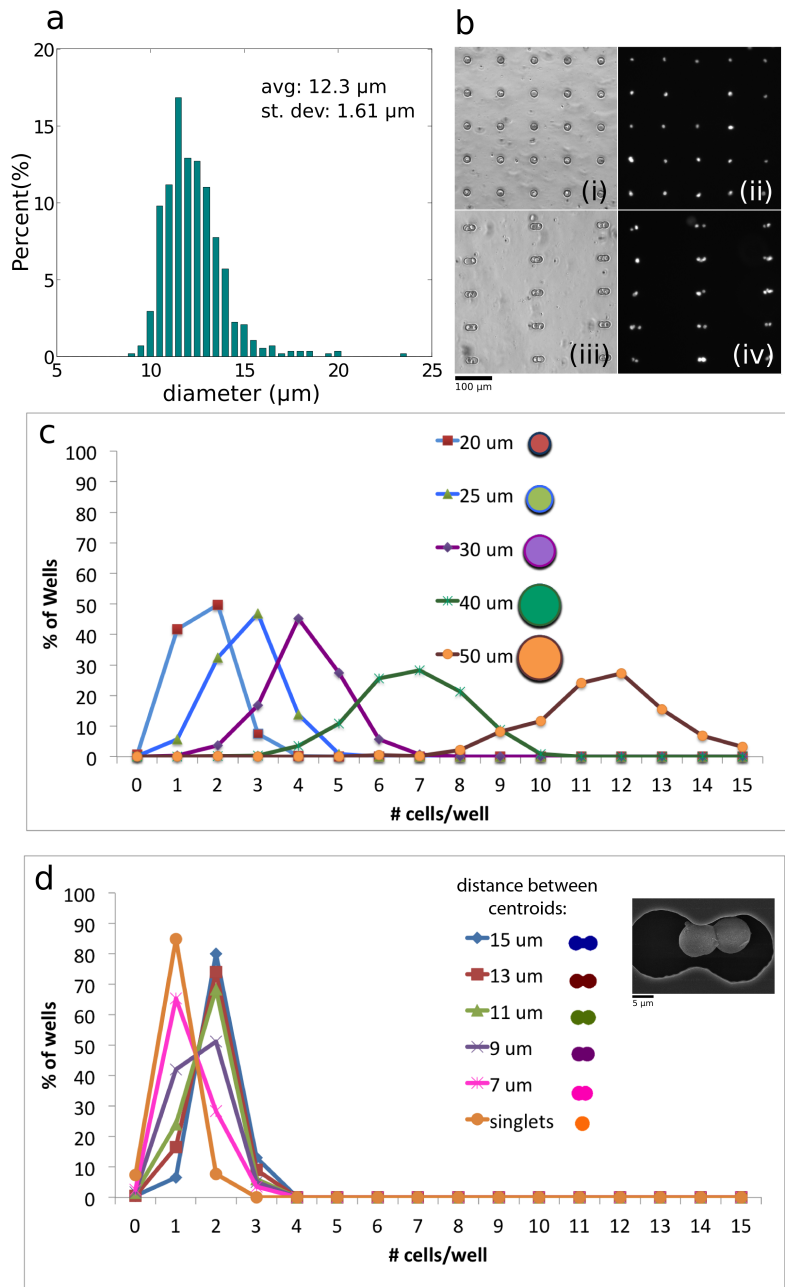 a
20
15
10
5
0
Percent(%)
avg: 12.3 µm
st. dev: 1.61 µm
5 10 15 20 25
diameter (µm)
b
(i)
(ii)
(iii)
(iv)
100 µm
c
100
90
80
70
60
50
40
30
20
10
0
% of Wells
20 um
25 um
30 um
40 um
50 um
0 1 2 3 4 5 6 7 8 9 10 11 12 13 14 15
# cells/well
d
100
90
80
70
60
50
40
30
20
10
0
% of wells
distance between
centroids:
15 um
13 um
11 um
9 um
7 um
singlets
5 µm
0 1 2 3 4 5 6 7 8 9 10 11 12 13 14 15
# cells/well